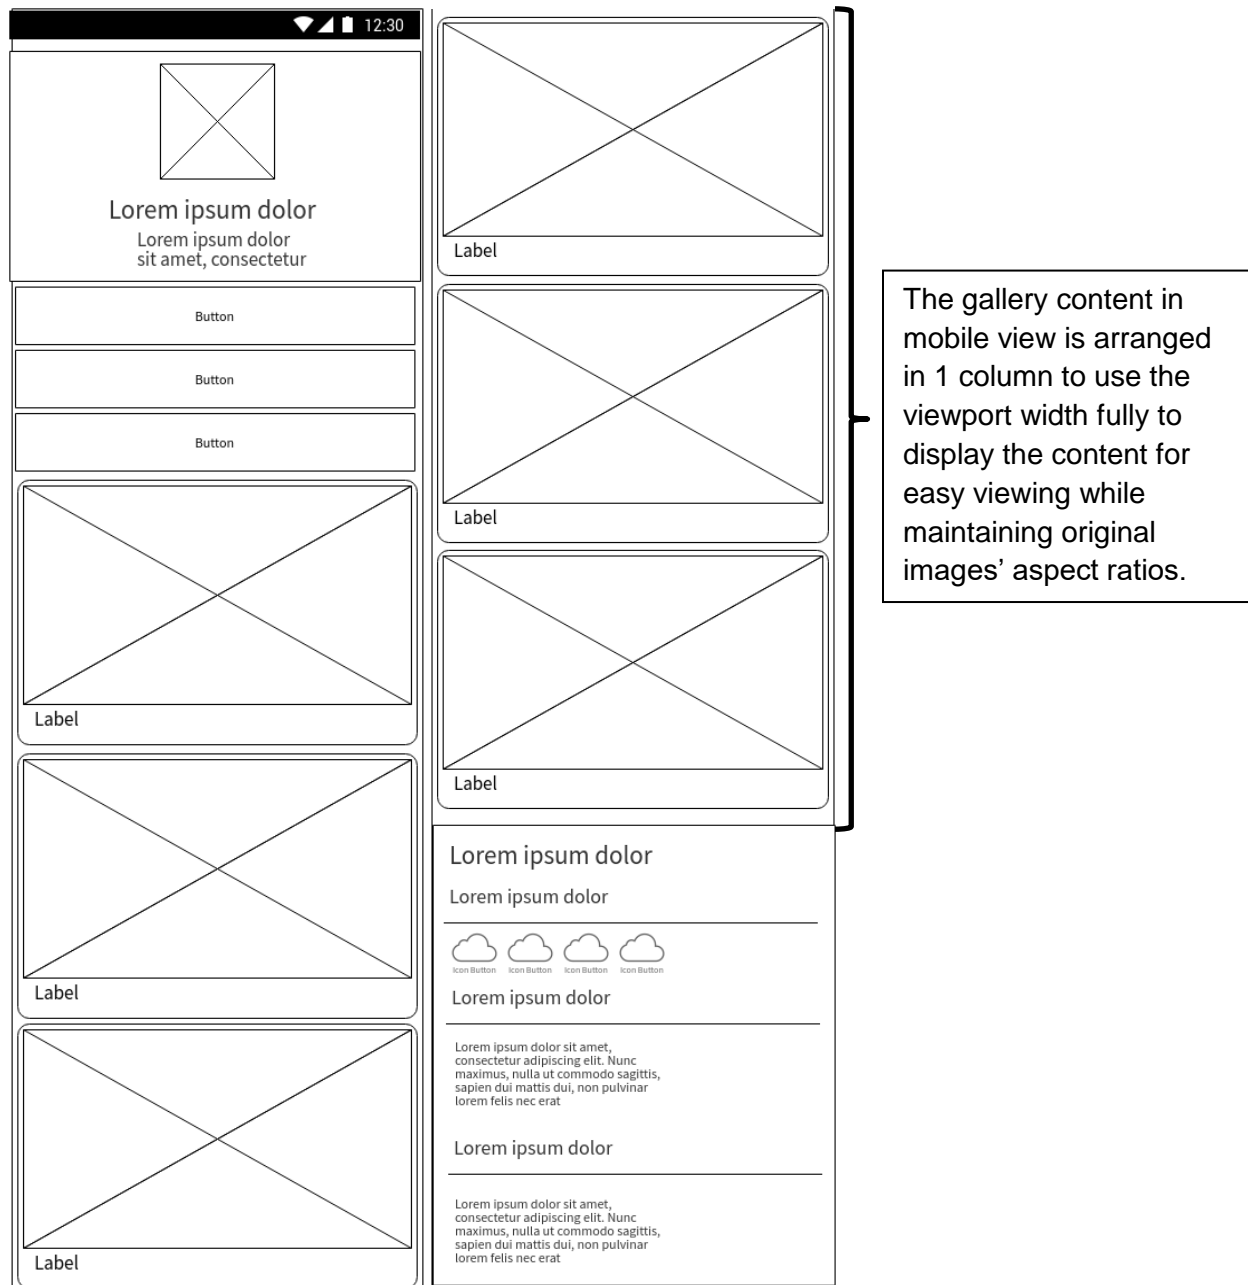 12:30
Lorem ipsum dolor
Lorem ipsum dolor
sit amet, consectetur
Button
Button
Button
Label
Label
Label
Label
Label
Label
Lorem ipsum dolor
Lorem ipsum dolor
Icon Button Icon Button Icon Button Icon Button
Lorem ipsum dolor
Lorem ipsum dolor sit amet,
consectetur adipiscing elit. Nunc
maximus, nulla ut commodo sagittis,
sapien dui mattis dui, non pulvinar
lorem felis nec erat
Lorem ipsum dolor
Lorem ipsum dolor sit amet,
consectetur adipiscing elit. Nunc
maximus, nulla ut commodo sagittis,
sapien dui mattis dui, non pulvinar
lorem felis nec erat
The gallery content in
mobile view is arranged
in 1 column to use the
viewport width fully to
display the content for
easy viewing while
maintaining original
images’ aspect ratios.